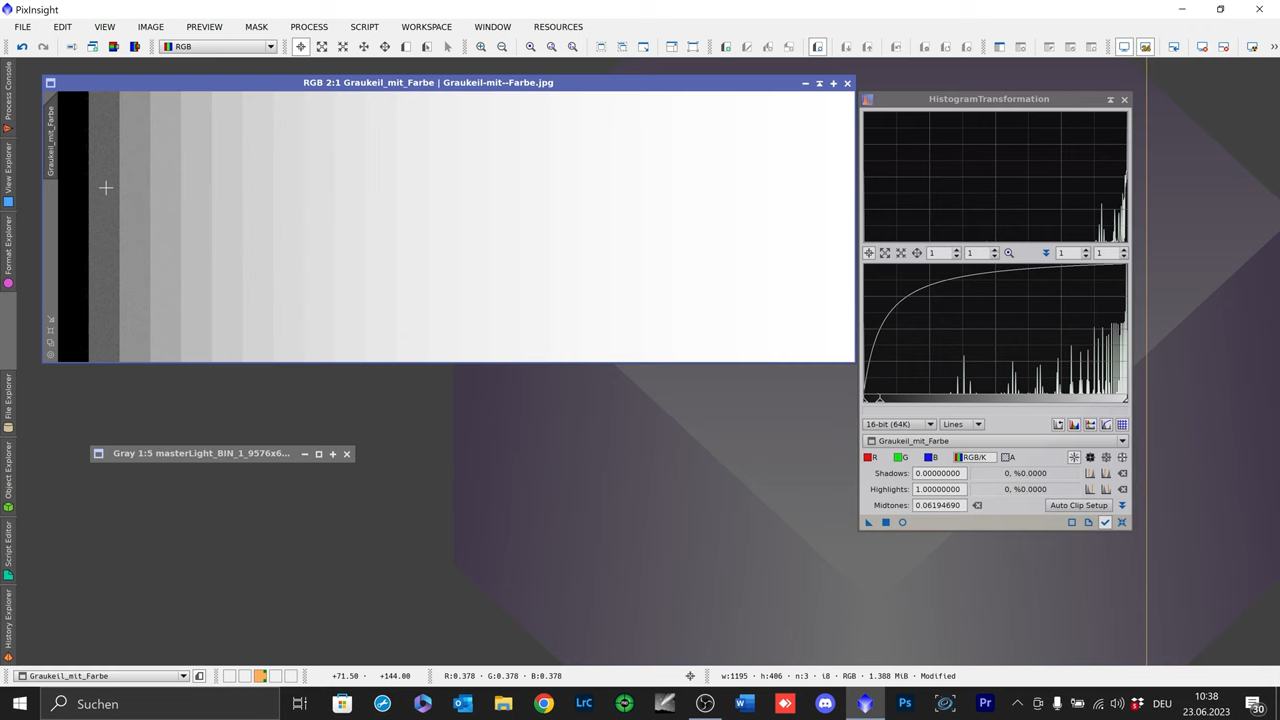 PixInsight
FILE EDIT VIEW IMAGE PREVIEW MASK PROCESS SCRIPT WORKSPACE WINDOW RESOURCES
RGB
RGB 2:1 Graukeil_mit_Farbe | Graukeil-mit--Farbe.jpg
Graukeil_mit_Farbe
Process Console
View Explorer
Format Explorer
File Explorer
Object Explorer
Script Editor
History Explorer
HistogramTransformation
1 1 1 1
16-bit (64K) Lines
Graukeil_mit_Farbe
R G B RGB/K A
Shadows: 0.00000000 0, %0.0000
Highlights: 1.00000000 0, %0.0000
Midtones: 0.06194690 Auto Clip Setup
Gray 1:5 masterLight_BIN_1_9576x6...
Graukeil_mit_Farbe +71.50 +144.00 R:0.378 G:0.378 B:0.378 w:1195 h:406 n:3 i8 RGB 1.388 MiB Modified
Suchen
LrC
Ps
Pr
DEU
10:38
23.06.2023
30